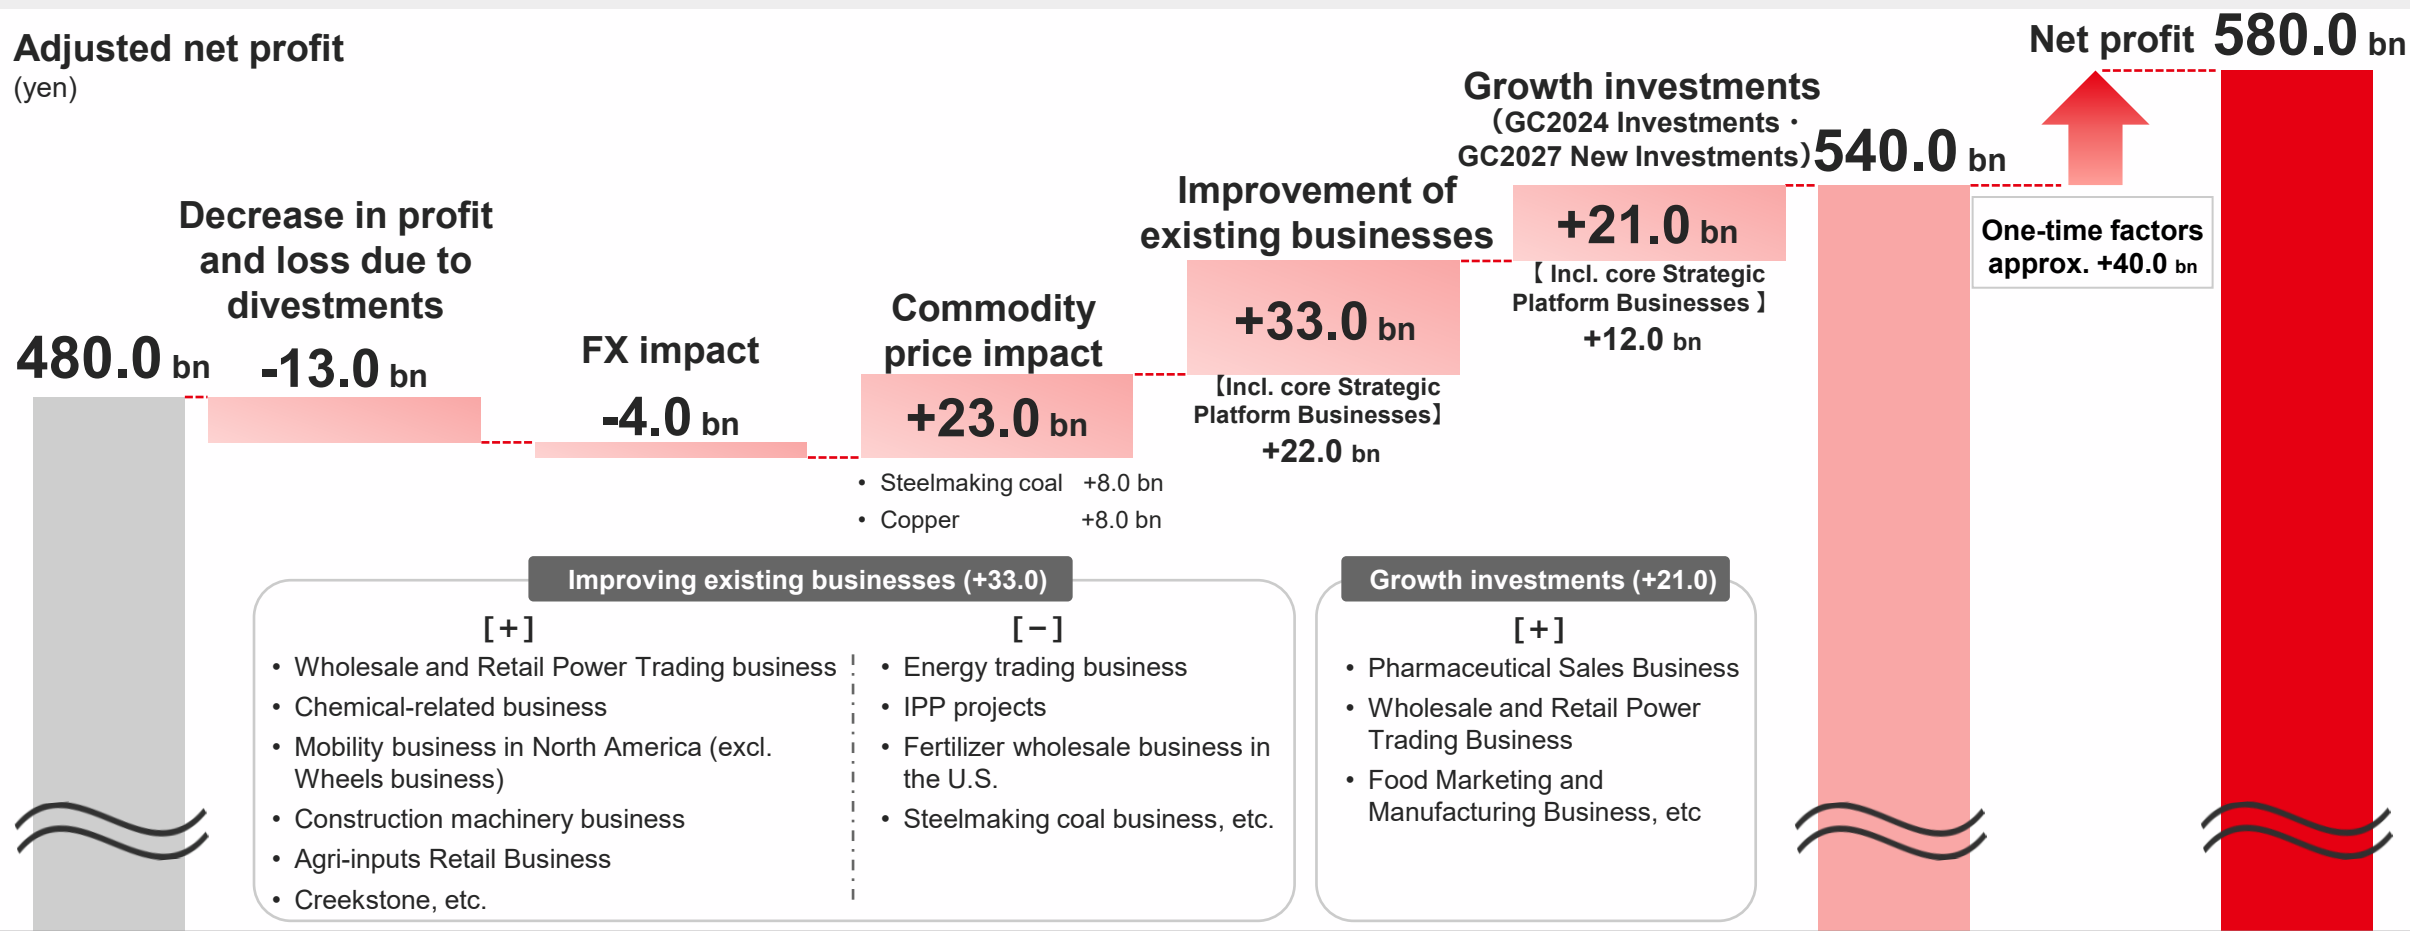 Adjusted net profit
(yen)
480.0 bn
Decrease in profit
and loss due to
divestments
-13.0 bn
FX impact
-4.0 bn
Commodity
price impact
+23.0 bn
• Steelmaking coal +8.0 bn
• Copper +8.0 bn
Improvement of
existing businesses
+33.0 bn
【Incl. core Strategic
Platform Businesses】
+22.0 bn
Growth investments
（GC2024 Investments・
GC2027 New Investments）
+21.0 bn
【 Incl. core Strategic
Platform Businesses 】
+12.0 bn
540.0 bn
One-time factors
approx. +40.0 bn
Net profit 580.0 bn
Improving existing businesses (+33.0)
[＋]
• Wholesale and Retail Power Trading business
• Chemical-related business
• Mobility business in North America (excl.
Wheels business)
• Construction machinery business
• Agri-inputs Retail Business
• Creekstone, etc.
[－]
• Energy trading business
• IPP projects
• Fertilizer wholesale business in
the U.S.
• Steelmaking coal business, etc.
Growth investments (+21.0)
[＋]
• Pharmaceutical Sales Business
• Wholesale and Retail Power
Trading Business
• Food Marketing and
Manufacturing Business, etc